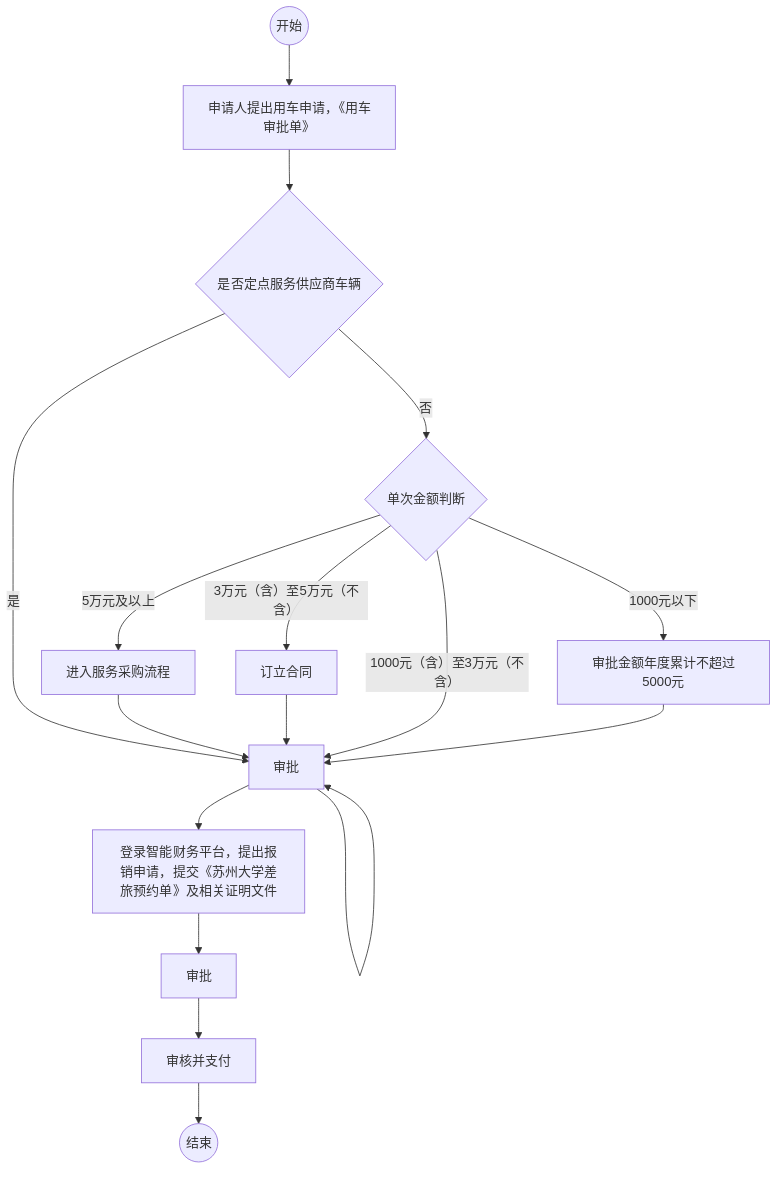 开始
申请人提出用车申请，《用车
审批单》
是否定点服务供应商车辆
否
单次金额判断
是
5万元及以上
3万元（含）至5万元（不
含）
1000元（含）至3万元（不
含）
1000元以下
进入服务采购流程
订立合同
审批金额年度累计不超过
5000元
审批
登录智能财务平台，提出报
销申请，提交《苏州大学差
旅预约单》及相关证明文件
审批
审核并支付
结束